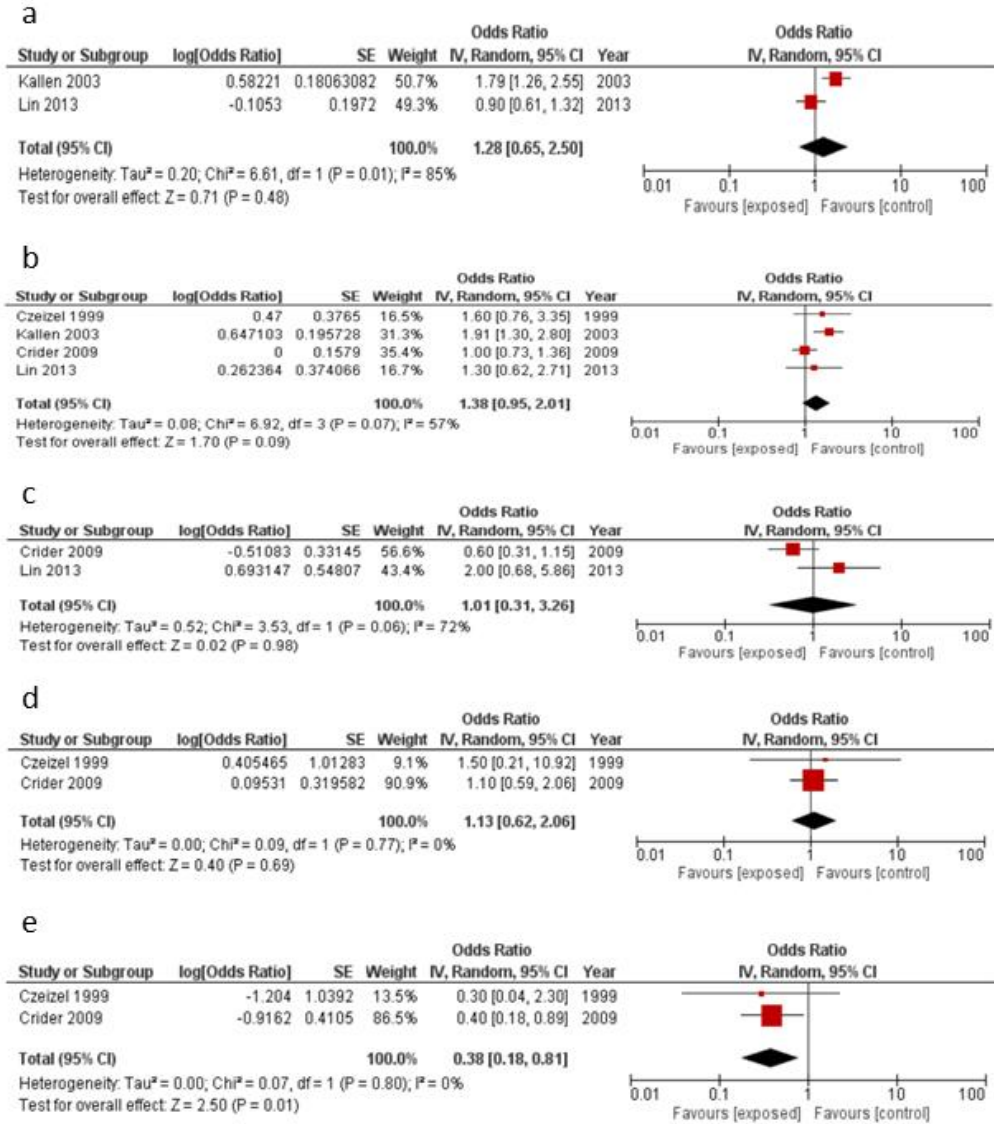 a
Odds Ratio Odds Ratio
Study or Subgroup log[Odds Ratio] SE Weight IV, Random, 95% CI Year IV, Random, 95% CI
Kallen 2003 0.58221 0.18063082 50.7% 1.79 [1.26, 2.55] 2003
Lin 2013 -0.1053 0.1972 49.3% 0.90 [0.61, 1.32] 2013
Total (95% CI) 100.0% 1.28 [0.65, 2.50]
Heterogeneity: Tau² = 0.20; Chi² = 6.61, df = 1 (P = 0.01); I² = 85%
Test for overall effect: Z = 0.71 (P = 0.48)
0.01 0.1 1 10 100
Favours [exposed] Favours [control]
b
Odds Ratio Odds Ratio
Study or Subgroup log[Odds Ratio] SE Weight IV, Random, 95% CI Year IV, Random, 95% CI
Czeizel 1999 0.47 0.3765 16.5% 1.60 [0.76, 3.35] 1999
Kallen 2003 0.647103 0.195728 31.3% 1.91 [1.30, 2.80] 2003
Crider 2009 0 0.1579 35.4% 1.00 [0.73, 1.36] 2009
Lin 2013 0.262364 0.374066 16.7% 1.30 [0.62, 2.71] 2013
Total (95% CI) 100.0% 1.38 [0.95, 2.01]
Heterogeneity: Tau² = 0.08; Chi² = 6.92, df = 3 (P = 0.07); I² = 57%
Test for overall effect: Z = 1.70 (P = 0.09)
0.01 0.1 1 10 100
Favours [exposed] Favours [control]
c
Odds Ratio Odds Ratio
Study or Subgroup log[Odds Ratio] SE Weight IV, Random, 95% CI Year IV, Random, 95% CI
Crider 2009 -0.51083 0.33145 56.6% 0.60 [0.31, 1.15] 2009
Lin 2013 0.693147 0.54807 43.4% 2.00 [0.68, 5.86] 2013
Total (95% CI) 100.0% 1.01 [0.31, 3.26]
Heterogeneity: Tau² = 0.52; Chi² = 3.53, df = 1 (P = 0.06); I² = 72%
Test for overall effect: Z = 0.02 (P = 0.98)
0.01 0.1 1 10 100
Favours [exposed] Favours [control]
d
Odds Ratio Odds Ratio
Study or Subgroup log[Odds Ratio] SE Weight IV, Random, 95% CI Year IV, Random, 95% CI
Czeizel 1999 0.405465 1.01283 9.1% 1.50 [0.21, 10.92] 1999
Crider 2009 0.09531 0.319582 90.9% 1.10 [0.59, 2.06] 2009
Total (95% CI) 100.0% 1.13 [0.62, 2.06]
Heterogeneity: Tau² = 0.00; Chi² = 0.09, df = 1 (P = 0.77); I² = 0%
Test for overall effect: Z = 0.40 (P = 0.69)
0.01 0.1 1 10 100
Favours [exposed] Favours [control]
e
Odds Ratio Odds Ratio
Study or Subgroup log[Odds Ratio] SE Weight IV, Random, 95% CI Year IV, Random, 95% CI
Czeizel 1999 -1.204 1.0392 13.5% 0.30 [0.04, 2.30] 1999
Crider 2009 -0.9162 0.4105 86.5% 0.40 [0.18, 0.89] 2009
Total (95% CI) 100.0% 0.38 [0.18, 0.81]
Heterogeneity: Tau² = 0.00; Chi² = 0.07, df = 1 (P = 0.80); I² = 0%
Test for overall effect: Z = 2.50 (P = 0.01)
0.01 0.1 1 10 100
Favours [exposed] Favours [control]